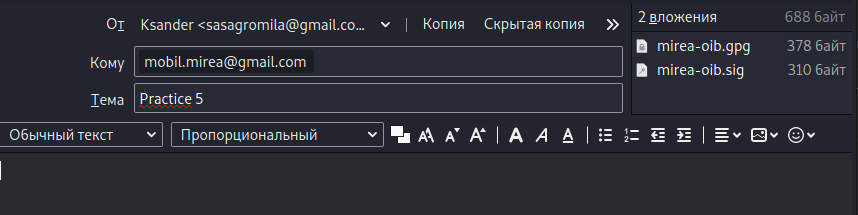 От Ksander <sasagromila@gmail.co... Копия Скрытая копия
Кому mobil.mirea@gmail.com
Тема Practice 5
2 вложения 688 байт
mirea-oib.gpg 378 байт
mirea-oib.sig 310 байт
Обычный текст Пропорциональный